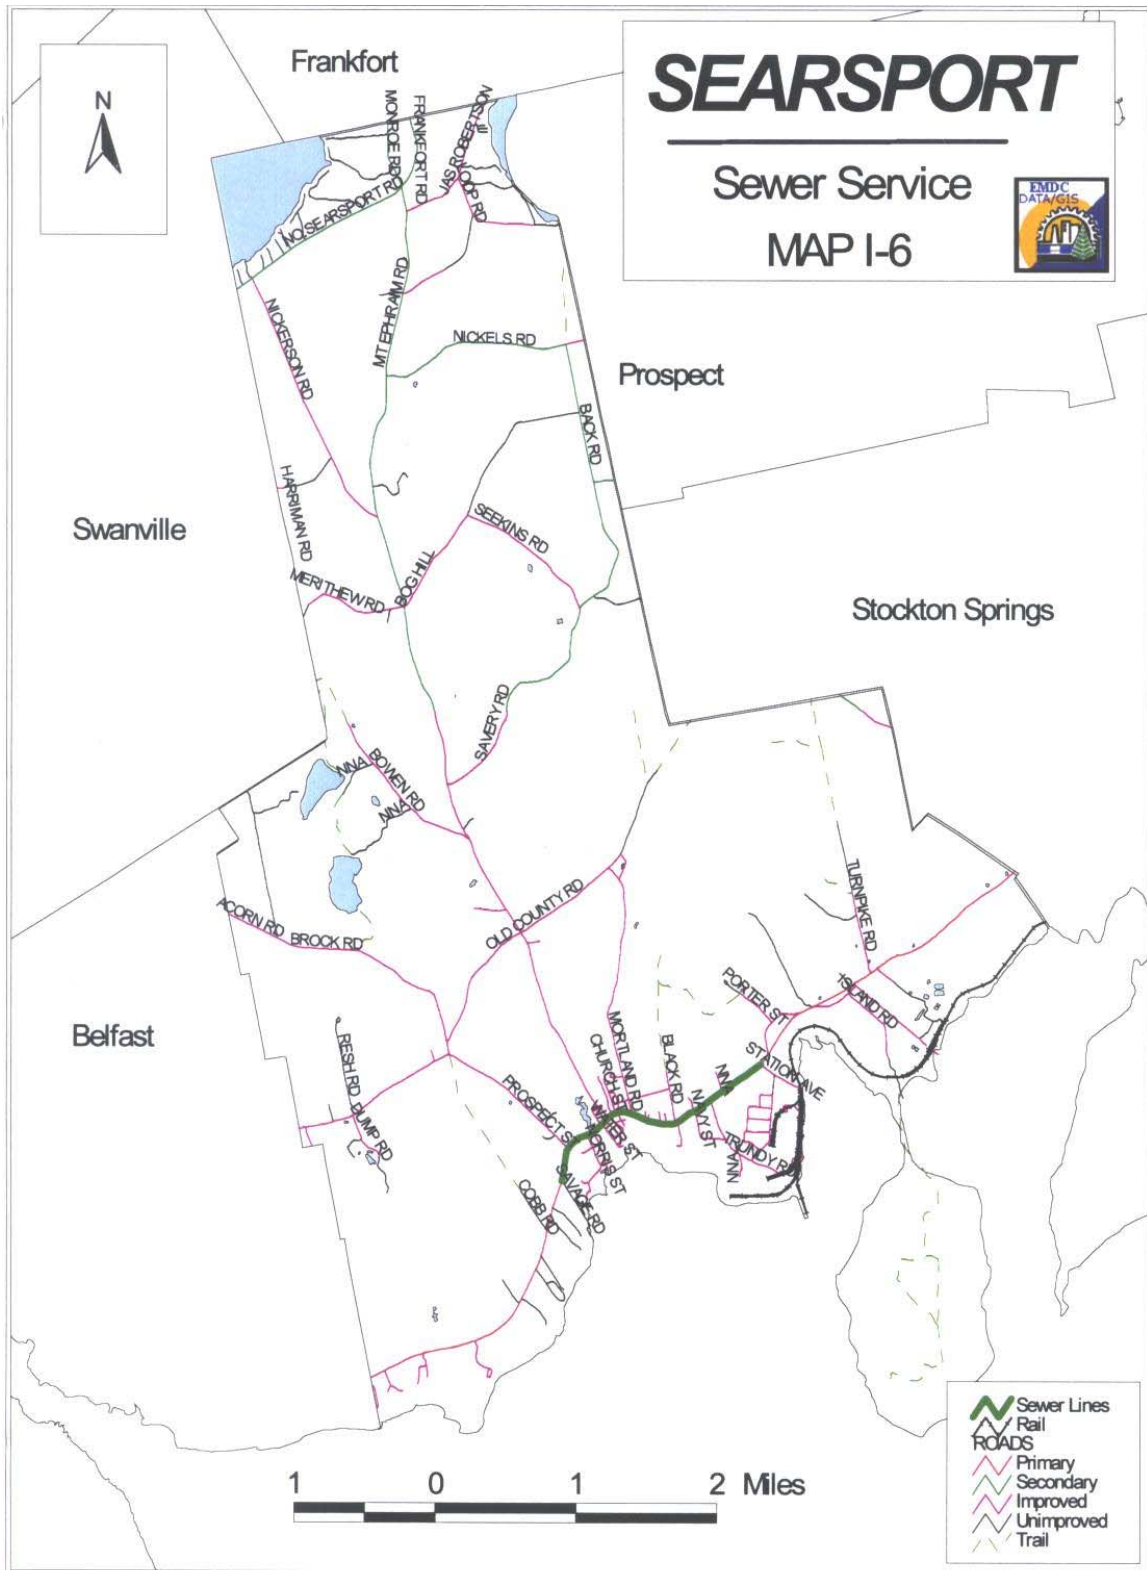 Frankfort
SEARSPORT
Sewer Service
MAP I-6
EMDC
DATA/GIS
N
MONROE RD
FRANKFORT RD
JAS ROBERTSON
LOOP RD
NO SEARSPORT RD
MT EPHRAIM RD
NICKERSON RD
NICKELS RD
Prospect
BACK RD
HARRIMAN RD
SEEKINS RD
Swanville
BOG HILL
MERITHEW RD
Stockton Springs
SAVERY RD
NNA
BOWEN RD
NNA
TURNPIKE RD
OLD COUNTY RD
ACORN RD
BROCK RD
PORTER ST
ISLAND RD
Belfast
RESH RD
DUMP RD
MORTLAND RD
CHURCH ST
BLACK RD
NNA
STATION AVE
PROSPECT S
WATER ST
NORRIS ST
NAVY ST
TRUNDY R
NNA
SAVAGE RD
COBB RD
Sewer Lines
Rail
ROADS
Primary
Secondary
Improved
Unimproved
Trail
1 0 1 2 Miles